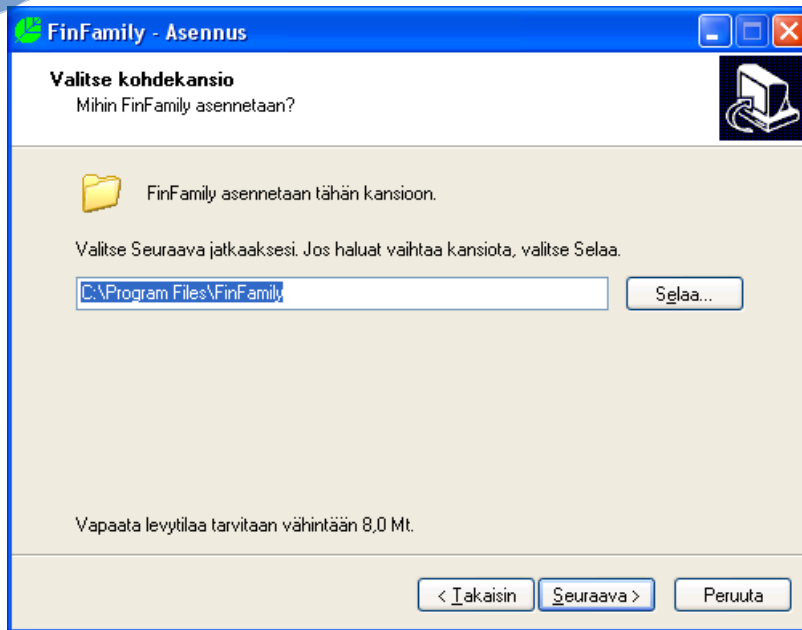 FinFamily - Asennus
Valitse kohdekansio
Mihin FinFamily asennetaan?
FinFamily asennetaan tähän kansioon.
Valitse Seuraava jatkaaksesi. Jos haluat vaihtaa kansiota, valitse Selaa.
C:\Program Files\FinFamily
Selaa...
Vapaata levytilaa tarvitaan vähintään 8,0 Mt.
< Takaisin
Seuraava >
Peruuta